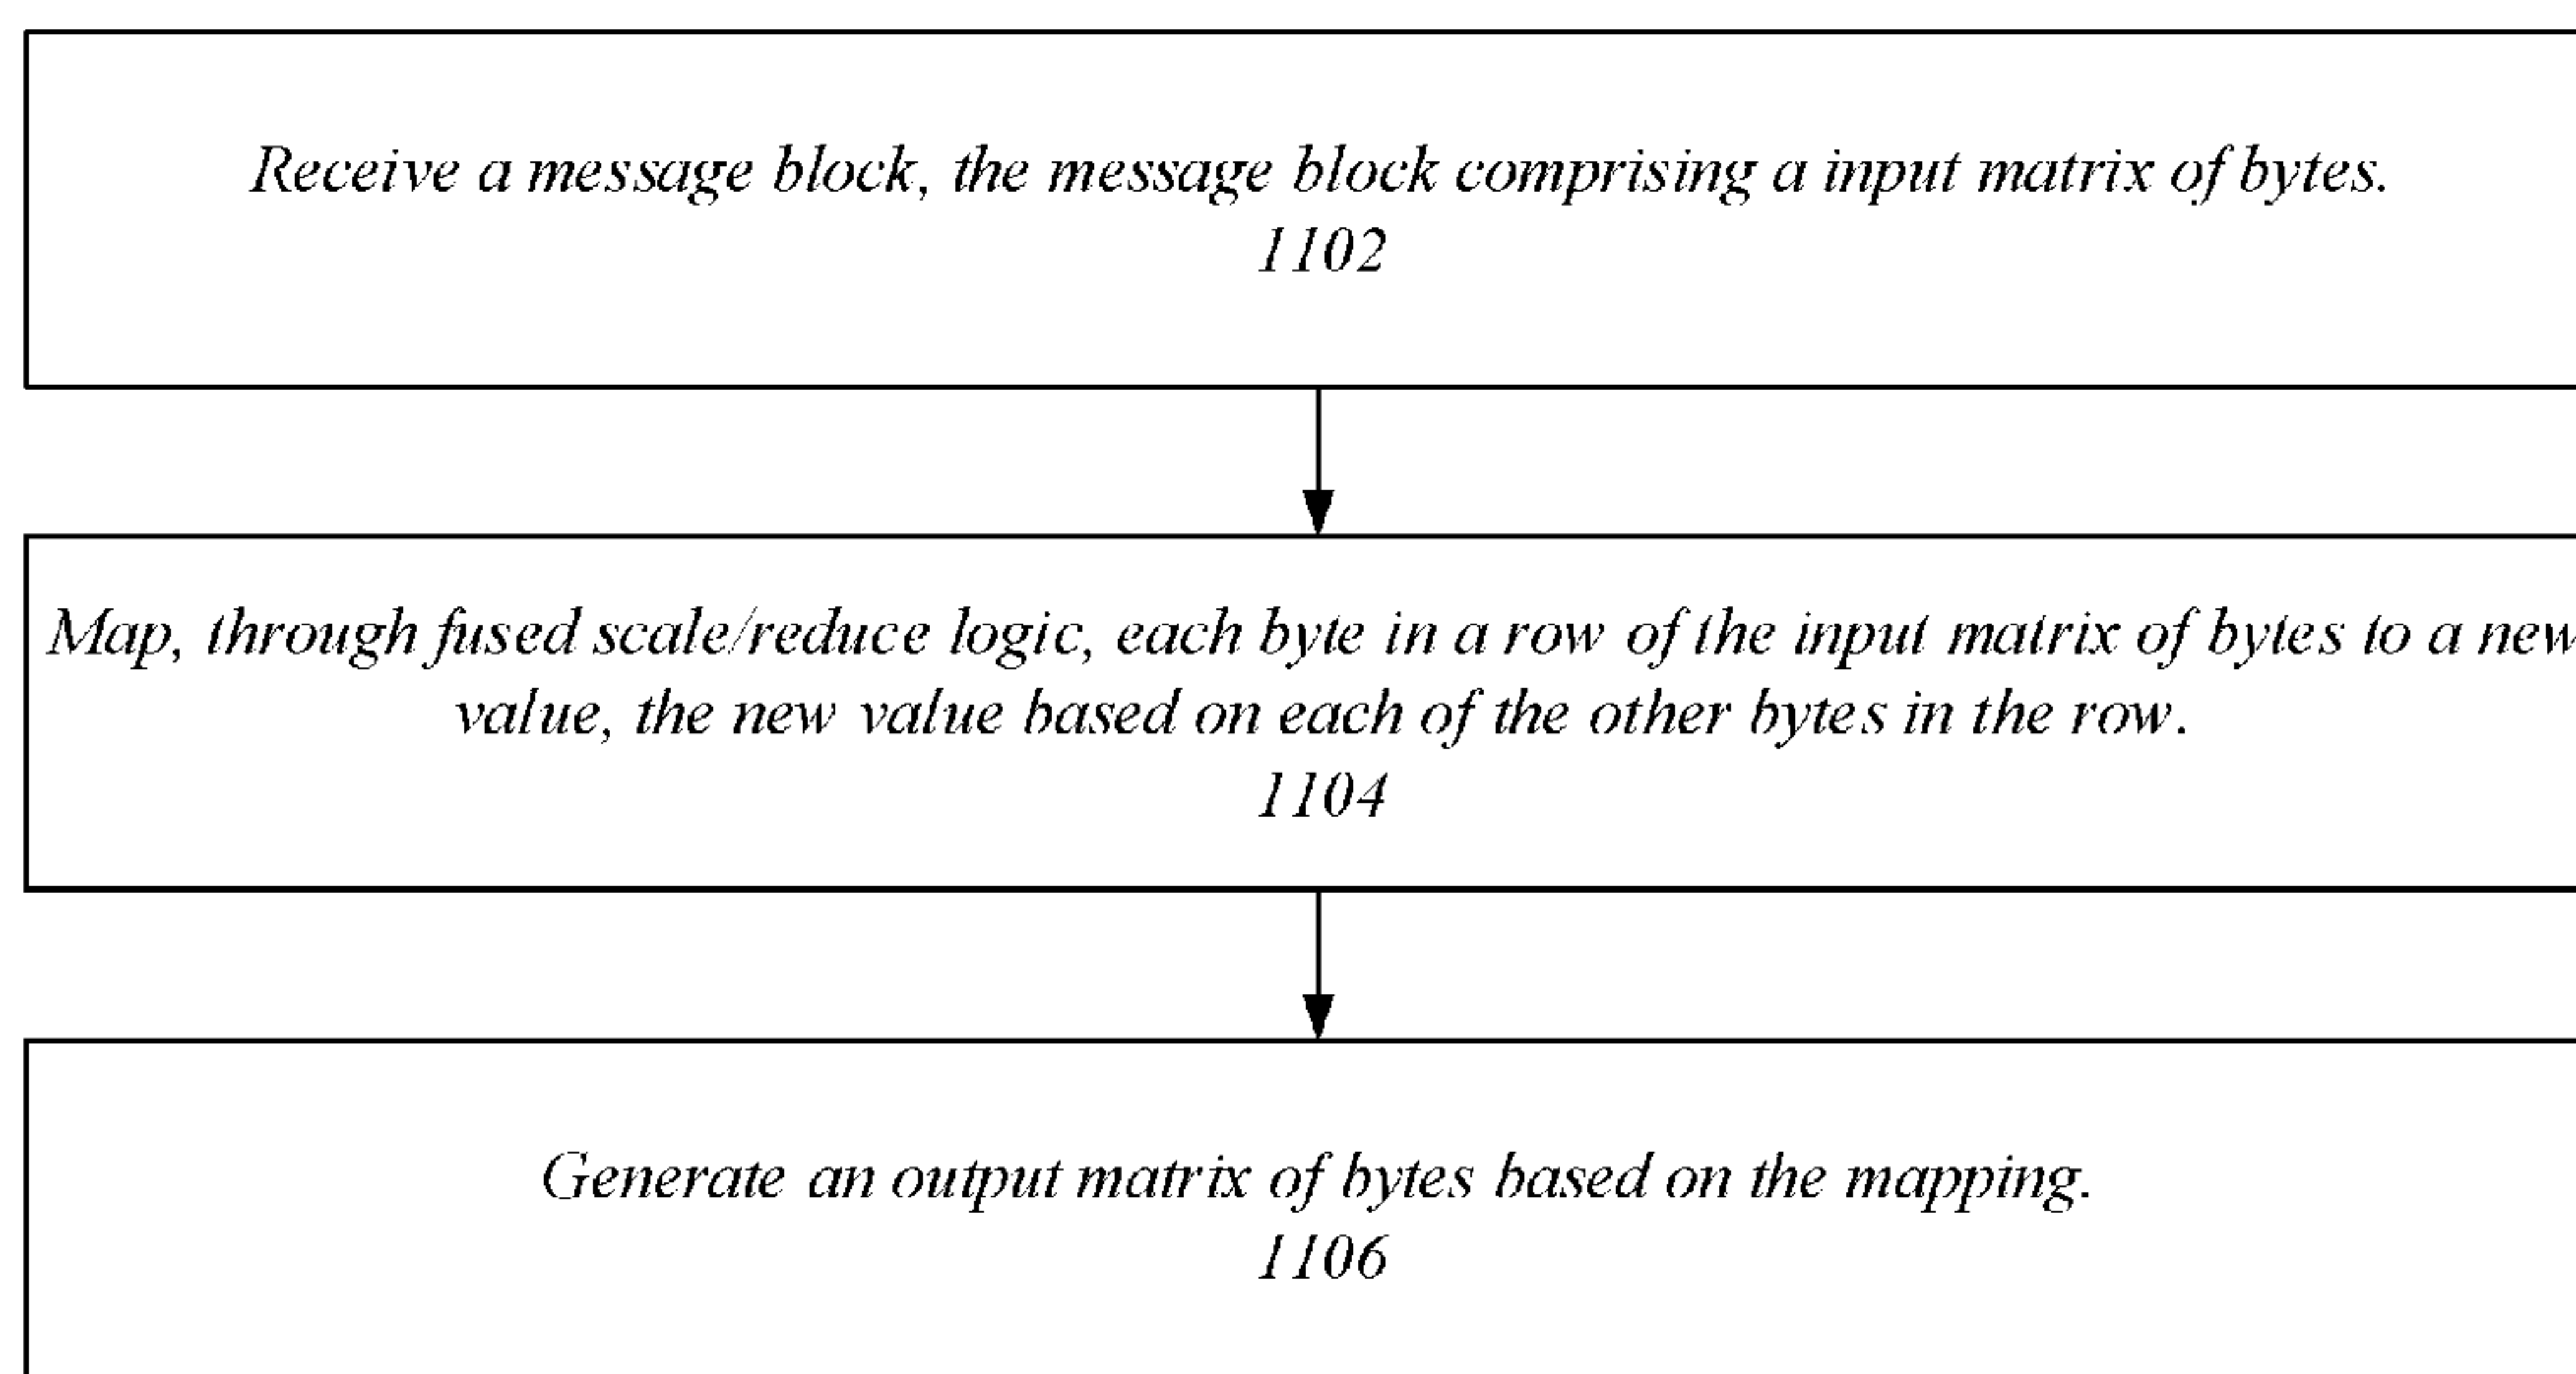 Receive a message block, the message block comprising a input matrix of bytes.
1102
Map, through fused scale/reduce logic, each byte in a row of the input matrix of bytes to a new
value, the new value based on each of the other bytes in the row.
1104
Generate an output matrix of bytes based on the mapping.
1106